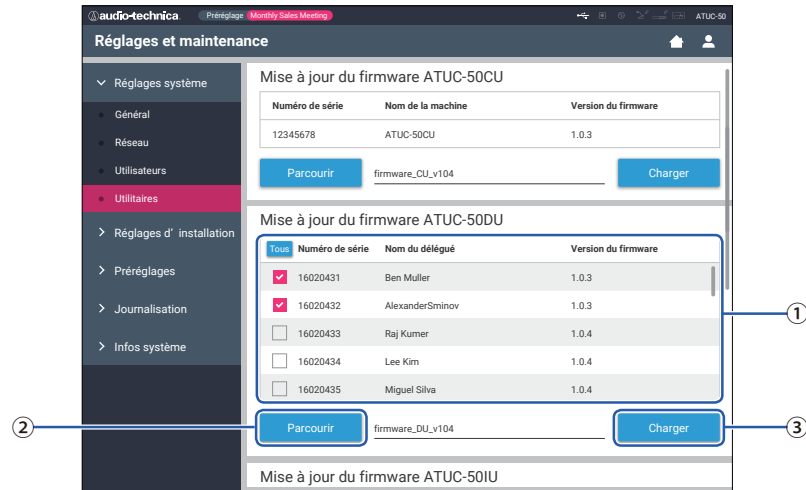 audio-technica Préréglage Monthly Sales Meeting ATUC-50
Réglages et maintenance
Réglages système
Général
Réseau
Utilisateurs
Utilitaires
Réglages d’ installation
Préréglages
Journalisation
Infos système
Mise à jour du firmware ATUC-50CU
Numéro de série Nom de la machine Version du firmware
12345678 ATUC-50CU 1.0.3
Parcourir firmware_CU_v104 Charger
Mise à jour du firmware ATUC-50DU
Tous Numéro de série Nom du délégué Version du firmware
16020431 Ben Muller 1.0.3
16020432 AlexanderSminov 1.0.3
16020433 Raj Kumer 1.0.4
16020434 Lee Kim 1.0.4
16020435 Miguel Silva 1.0.4
①
② Parcourir firmware_DU_v104 Charger ③
Mise à jour du firmware ATUC-50IU